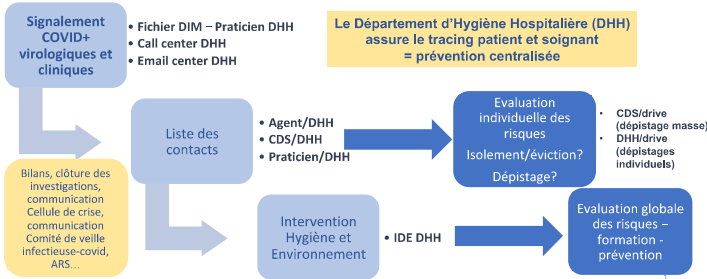 Signalement
COVID+
virologiques et
cliniques
• Fichier DIM – Praticien DHH
• Call center DHH
• Email center DHH
Le Département d'Hygiène Hospitalière (DHH)
assure le tracing patient et soignant
= prévention centralisée
Liste des
contacts
• Agent/DHH
• CDS/DHH
• Praticien/DHH
Evaluation
individuelle des
risques
Isolement/éviction?
Dépistage?
• CDS/drive
(dépistage masse)
• DHH/drive
(dépistages
individuels)
Bilans, clôture des
investigations,
communication
Cellule de crise,
communication
Comité de veille
infectieuse-covid,
ARS…
Intervention
Hygiène et
Environnement
• IDE DHH
Evaluation globale
des risques –
formation -
prévention